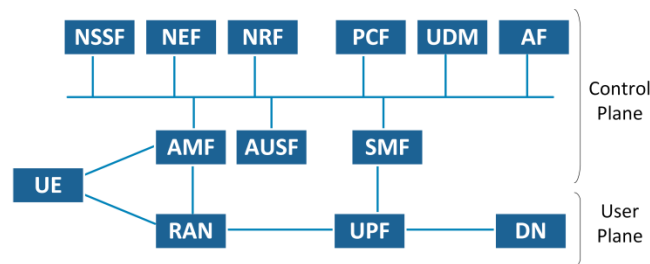 NSSF NEF NRF PCF UDM AF
Control
Plane
AMF AUSF SMF
UE
User
Plane
RAN UPF DN